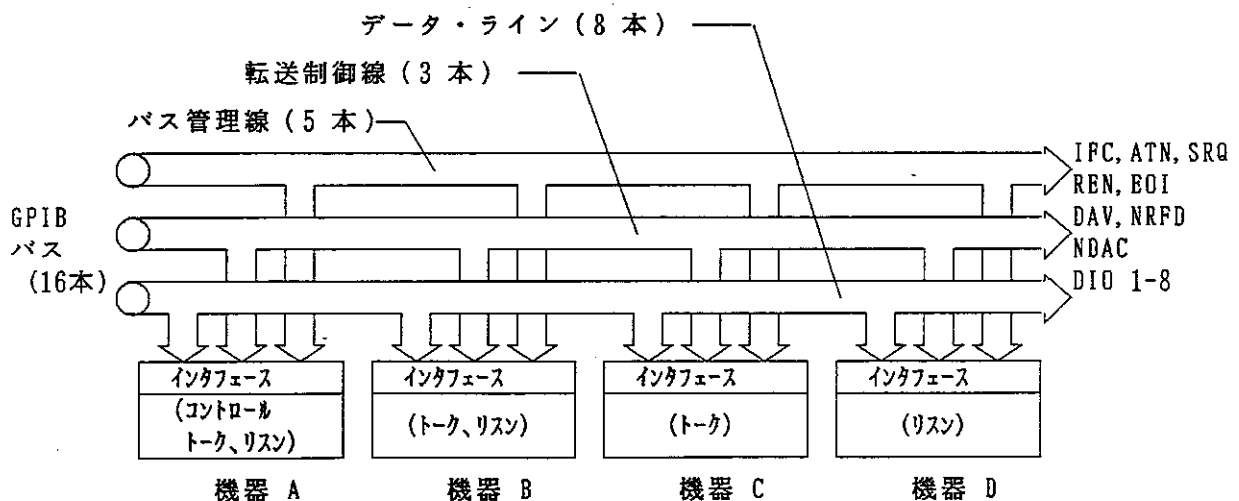 データ・ライン(8 本)
転送制御線(3 本)
バス管理線(5 本)
IFC, ATN, SRQ
REN, EOI
GPIB
バス
(16本)
DAV, NRFD
NDAC
DIO 1-8
インタフェース
(コントロール
トーク、リスン)
機器 A
インタフェース
(トーク、リスン)
機器 B
インタフェース
(トーク)
機器 C
インタフェース
(リスン)
機器 D